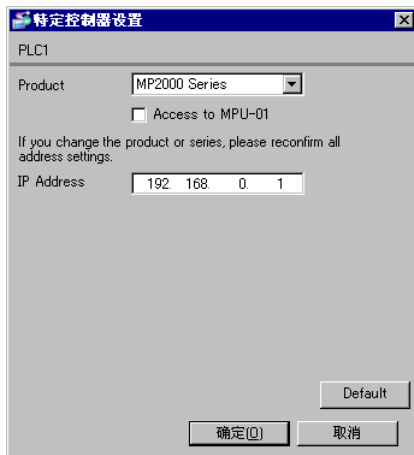 特定控制器设置
PLC1
Product MP2000 Series
Access to MPU-01
If you change the product or series, please reconfirm all
address settings.
IP Address 192. 168. 0. 1
Default
确定(O) 取消